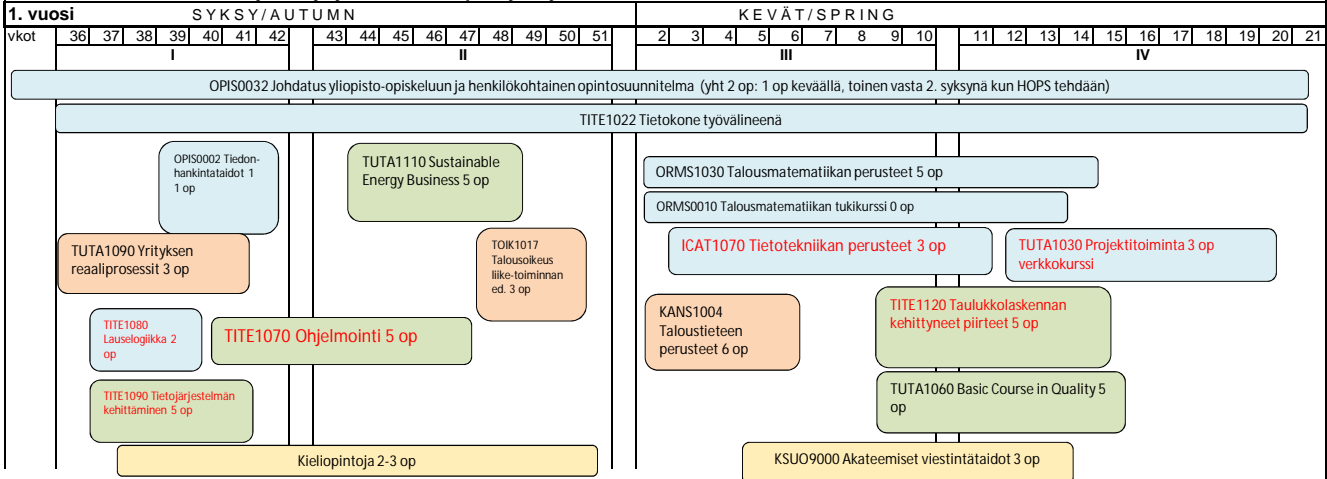 1. vuosi SYKSY/AUTUMN KEVÄT/SPRING
vkot 36 37 38 39 40 41 42 43 44 45 46 47 48 49 50 51 2 3 4 5 6 7 8 9 10 11 12 13 14 15 16 17 18 19 20 21
I II III IV
OPIS0032 Johdatus yliopisto-opiskeluun ja henkilökohtainen opintosuunnitelma (yht 2 op: 1 op keväällä, toinen vasta 2. syksynä kun HOPS tehdään)
TITE1022 Tietokone työvälineenä
OPIS0002 Tiedon-
hankintataidot 1
1 op
TUTA1110 Sustainable
Energy Business 5 op
ORMS1030 Talousmatematiikan perusteet 5 op
ORMS0010 Talousmatematiikan tukikurssi 0 op
TUTA1090 Yrityksen
reaaliprosessit 3 op
TOIK1017
Talousoikeus
liike-toiminnan
ed. 3 op
ICAT1070 Tietotekniikan perusteet 3 op
TUTA1030 Projektitoiminta 3 op
verkkokurssi
TITE1080
Lauselogiikka 2
op
TITE1070 Ohjelmointi 5 op
KANS1004
Taloustieteen
perusteet 6 op
TITE1120 Taulukkolaskennan
kehittyneet piirteet 5 op
TITE1090 Tietojärjestelmän
kehittäminen 5 op
TUTA1060 Basic Course in Quality 5
op
Kieliopintoja 2-3 op
KSUO9000 Akateemiset viestintätaidot 3 op